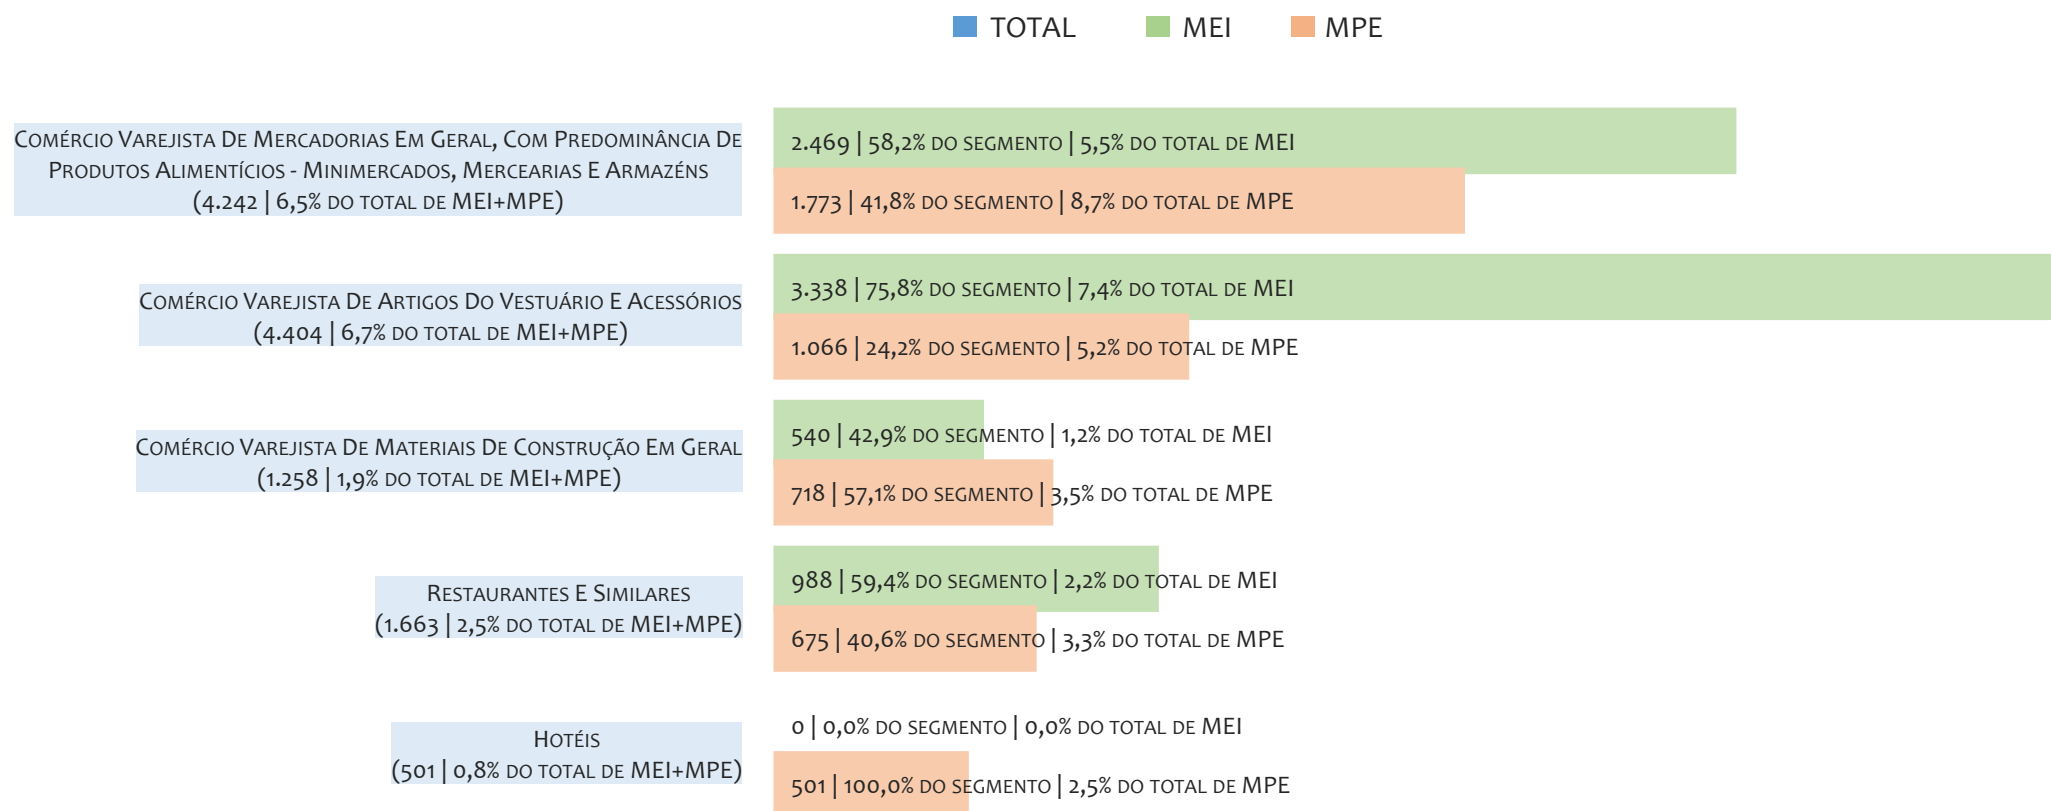 TOTAL MEI MPE
Comércio Varejista De Mercadorias Em Geral, Com Predominância De
Produtos Alimentícios - Minimercados, Mercearias E Armazéns
(4.242 | 6,5% do total de MEI+MPE)
2.469 | 58,2% do segmento | 5,5% do total de MEI
1.773 | 41,8% do segmento | 8,7% do total de MPE
Comércio Varejista De Artigos Do Vestuário E Acessórios
(4.404 | 6,7% do total de MEI+MPE)
3.338 | 75,8% do segmento | 7,4% do total de MEI
1.066 | 24,2% do segmento | 5,2% do total de MPE
Comércio Varejista De Materiais De Construção Em Geral
(1.258 | 1,9% do total de MEI+MPE)
540 | 42,9% do segmento | 1,2% do total de MEI
718 | 57,1% do segmento | 3,5% do total de MPE
Restaurantes E Similares
(1.663 | 2,5% do total de MEI+MPE)
988 | 59,4% do segmento | 2,2% do total de MEI
675 | 40,6% do segmento | 3,3% do total de MPE
Hotéis
(501 | 0,8% do total de MEI+MPE)
0 | 0,0% do segmento | 0,0% do total de MEI
501 | 100,0% do segmento | 2,5% do total de MPE